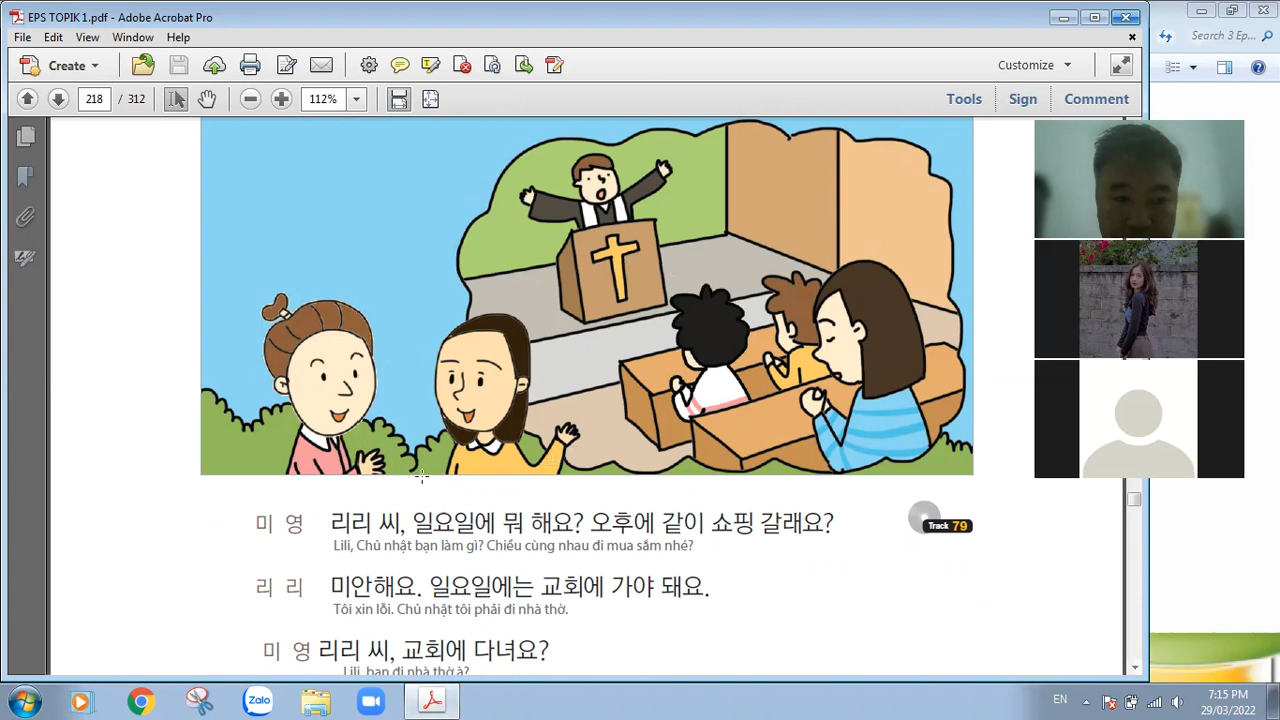 EPS TOPIK 1.pdf - Adobe Acrobat Pro
File Edit View Window Help
Search 3 Ep...
Create
Customize
218 / 312
112%
Tools Sign Comment
미 영 리리 씨, 일요일에 뭐 해요? 오후에 같이 쇼핑 갈래요?
Track 79
Lili, Chủ nhật bạn làm gì? Chiều cùng nhau đi mua sắm nhé?
리 리 미안해요. 일요일에는 교회에 가야 돼요.
Tôi xin lỗi. Chủ nhật tôi phải đi nhà thờ.
미 영 리리 씨, 교회에 다녀요?
Lili, bạn đi nhà thờ à?
Zalo
EN
7:15 PM
29/03/2022